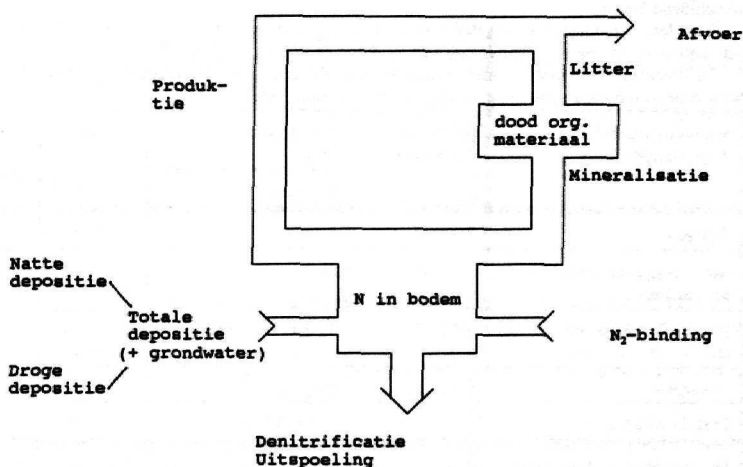 Afvoer
Produk-
tie
Litter
dood org.
materiaal
Mineralisatie
Natte
depositie
Totale
depositie
(+ grondwater)
Droge
depositie
N in bodem
N₂-binding
Denitrificatie
Uitspoeling